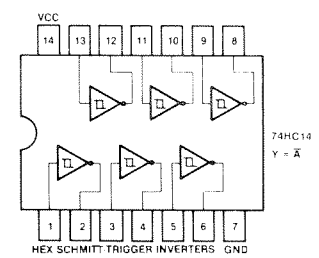 VCC
14 13 12 11 10 9 8
74HC14
Y = A̅
1 2 3 4 5 6 7
HEX SCHMITT-TRIGGER INVERTERS GND